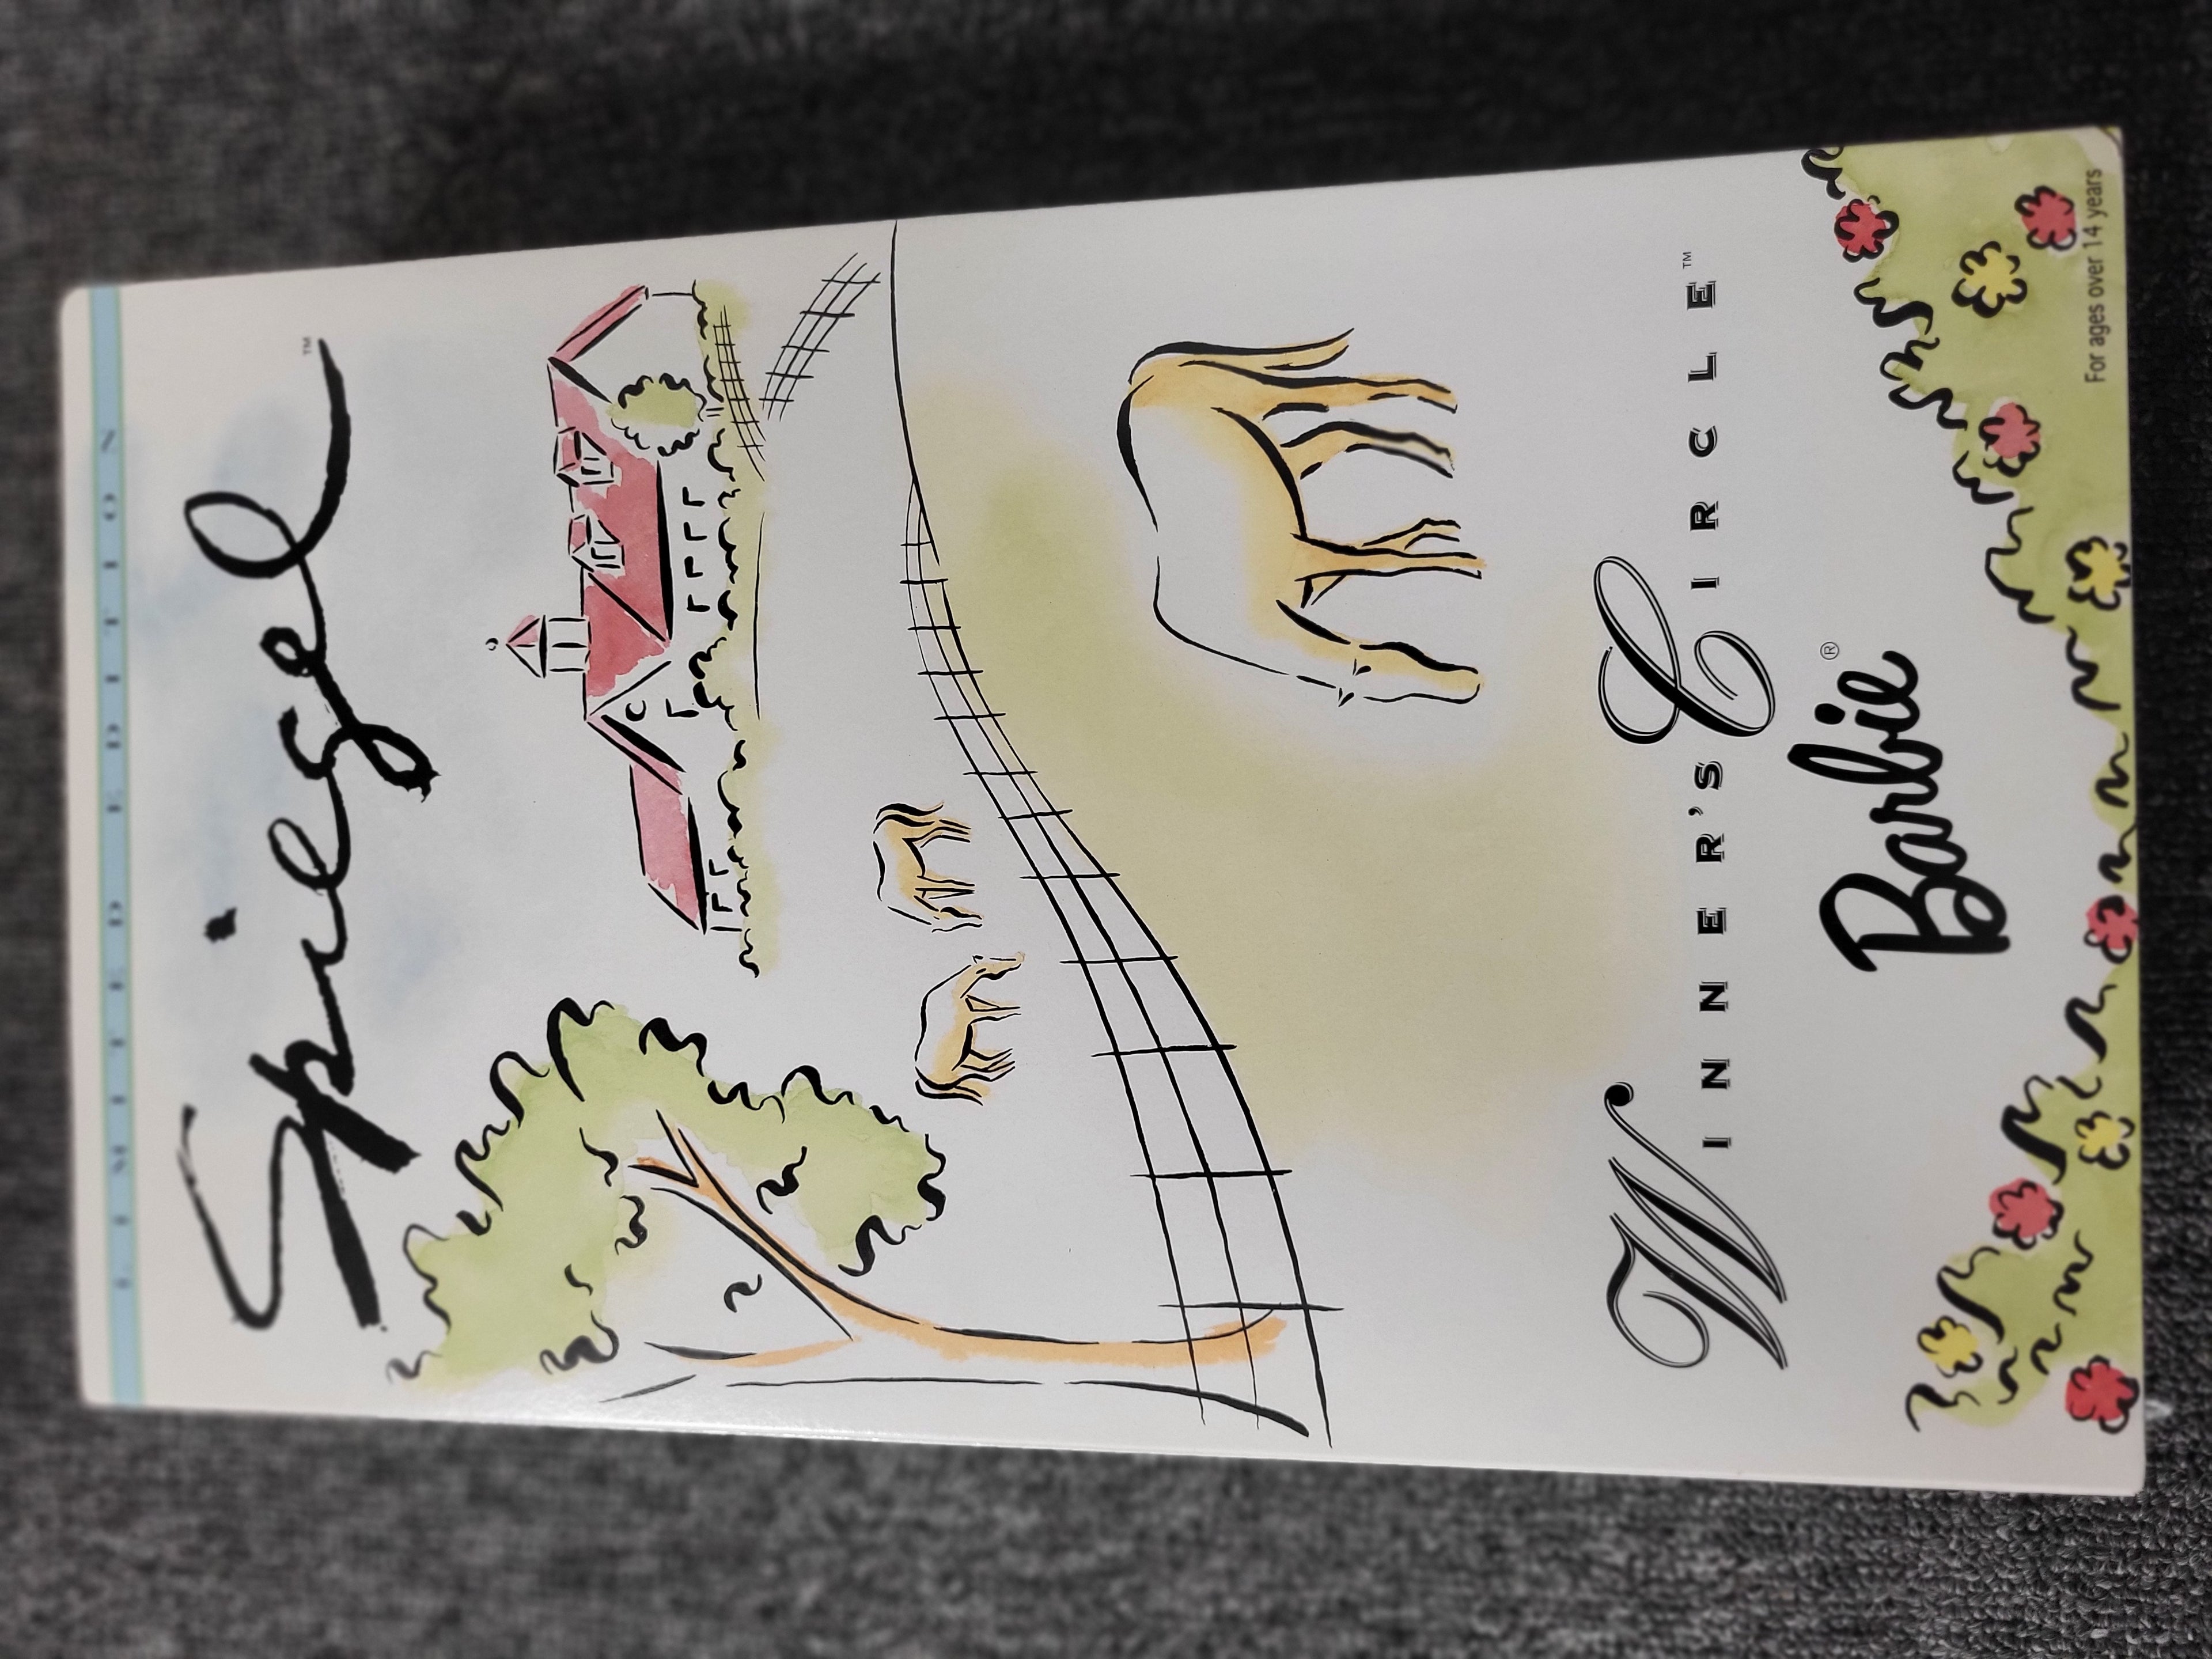 LIMITED EDITION
Spiegel™
WINNER'S CIRCLE™
Barbie®
For ages over 14 years